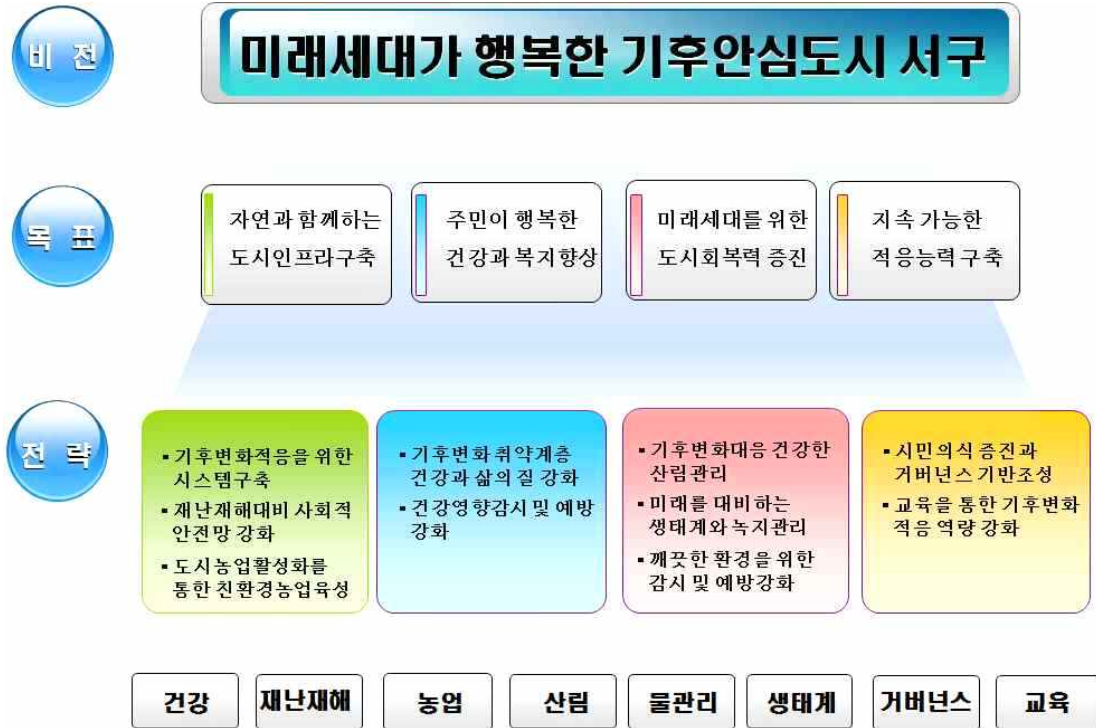 비 전
미래세대가 행복한 기후안심도시 서구
목 표
자연과 함께하는
도시인프라구축
주민이 행복한
건강과 복지향상
미래세대를 위한
도시회복력 증진
지속 가능한
적응능력 구축
전 략
▪ 기후변화적응을 위한
시스템구축
▪ 재난재해대비 사회적
안전망 강화
▪ 도시농업활성화를
통한 친환경농업육성
▪ 기후변화 취약계층
건강과 삶의 질 강화
▪ 건강영향감시 및 예방
강화
▪ 기후변화대응 건강한
산림관리
▪ 미래를 대비하는
생태계와 녹지관리
▪ 깨끗한 환경을 위한
감시 및 예방강화
▪ 시민의식 증진과
거버넌스 기반조성
▪ 교육을 통한 기후변화
적응 역량 강화
건강
재난재해
농업
산림
물관리
생태계
거버넌스
교육